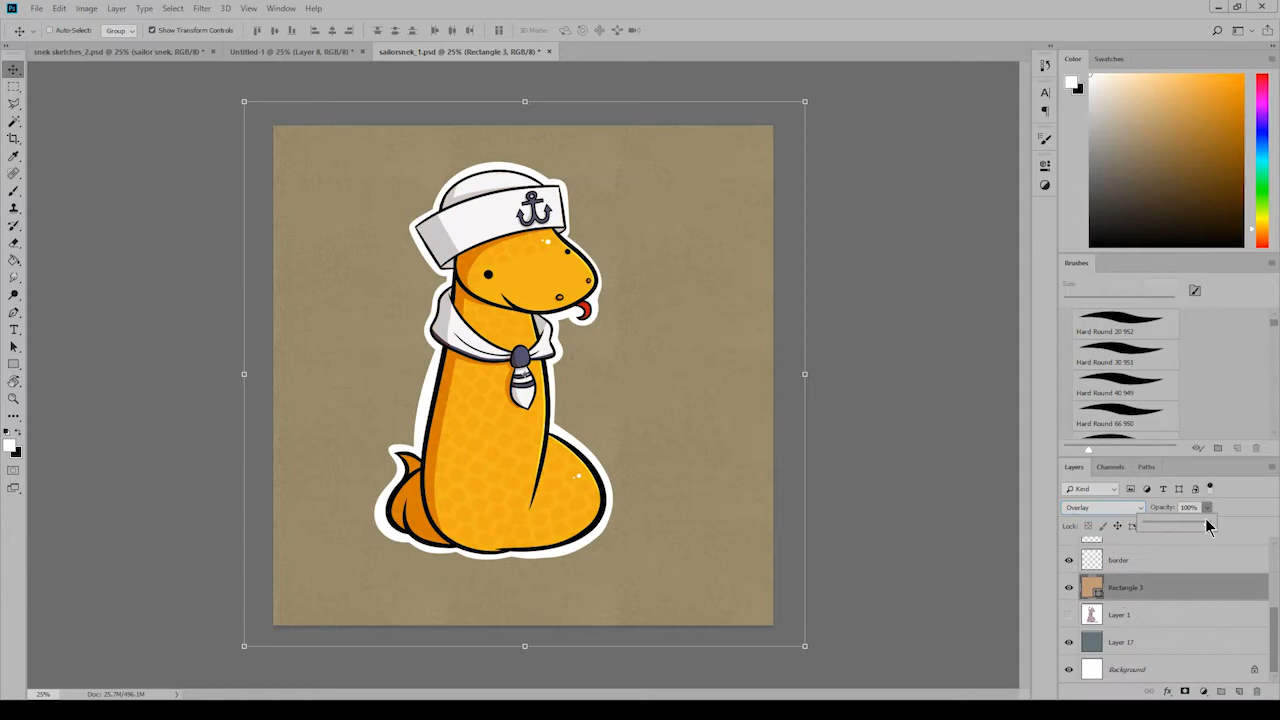 Ps File Edit Image Layer Type Select Filter 3D View Window Help
Auto-Select: Group Show Transform Controls 3D Mode:
snek sketches_2.psd @ 25% (sailor snek, RGB/8) * × Untitled-1 @ 25% (Layer 8, RGB/8) * × sailorsnek_1.psd @ 25% (Rectangle 3, RGB/8) * ×
Color Swatches
Brushes
Size:
Hard Round 20 952
Hard Round 30 951
Hard Round 40 949
Hard Round 66 950
Layers Channels Paths
Kind
Overlay Opacity: 100%
Lock:
border
Rectangle 3
Layer 1
Layer 17
Background
25% Doc: 25.7M/496.1M